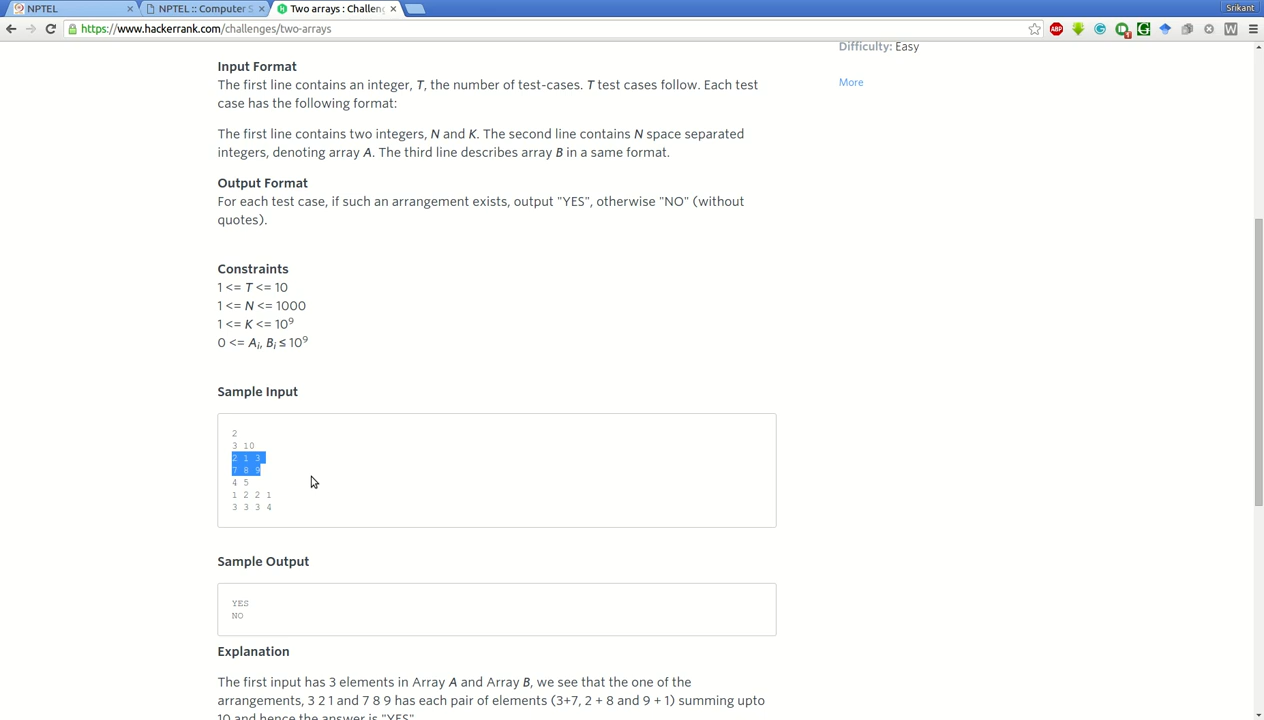 NPTEL
NPTEL :: Computer S
Two arrays : Challeng
Srikant
https://www.hackerrank.com/challenges/two-arrays
Difficulty: Easy
More
Input Format
The first line contains an integer, T, the number of test-cases. T test cases follow. Each test
case has the following format:
The first line contains two integers, N and K. The second line contains N space separated
integers, denoting array A. The third line describes array B in a same format.
Output Format
For each test case, if such an arrangement exists, output "YES", otherwise "NO" (without
quotes).
Constraints
1 <= T <= 10
1 <= N <= 1000
1 <= K <= 10⁹
0 <= Aᵢ, Bᵢ ≤ 10⁹
Sample Input
2
3 10
2 1 3
7 8 9
4 5
1 2 2 1
3 3 3 4
Sample Output
YES
NO
Explanation
The first input has 3 elements in Array A and Array B, we see that the one of the
arrangements, 3 2 1 and 7 8 9 has each pair of elements (3+7, 2 + 8 and 9 + 1) summing upto
10 and hence the answer is "YES".